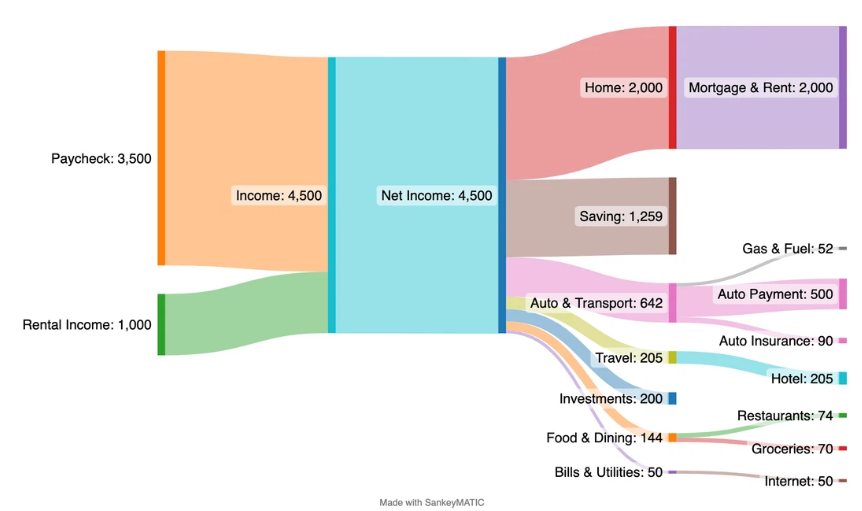 Paycheck: 3,500
Rental Income: 1,000
Income: 4,500
Net Income: 4,500
Home: 2,000
Mortgage & Rent: 2,000
Saving: 1,259
Gas & Fuel: 52
Auto & Transport: 642
Auto Payment: 500
Auto Insurance: 90
Travel: 205
Hotel: 205
Investments: 200
Restaurants: 74
Food & Dining: 144
Groceries: 70
Bills & Utilities: 50
Internet: 50
Made with SankeyMATIC